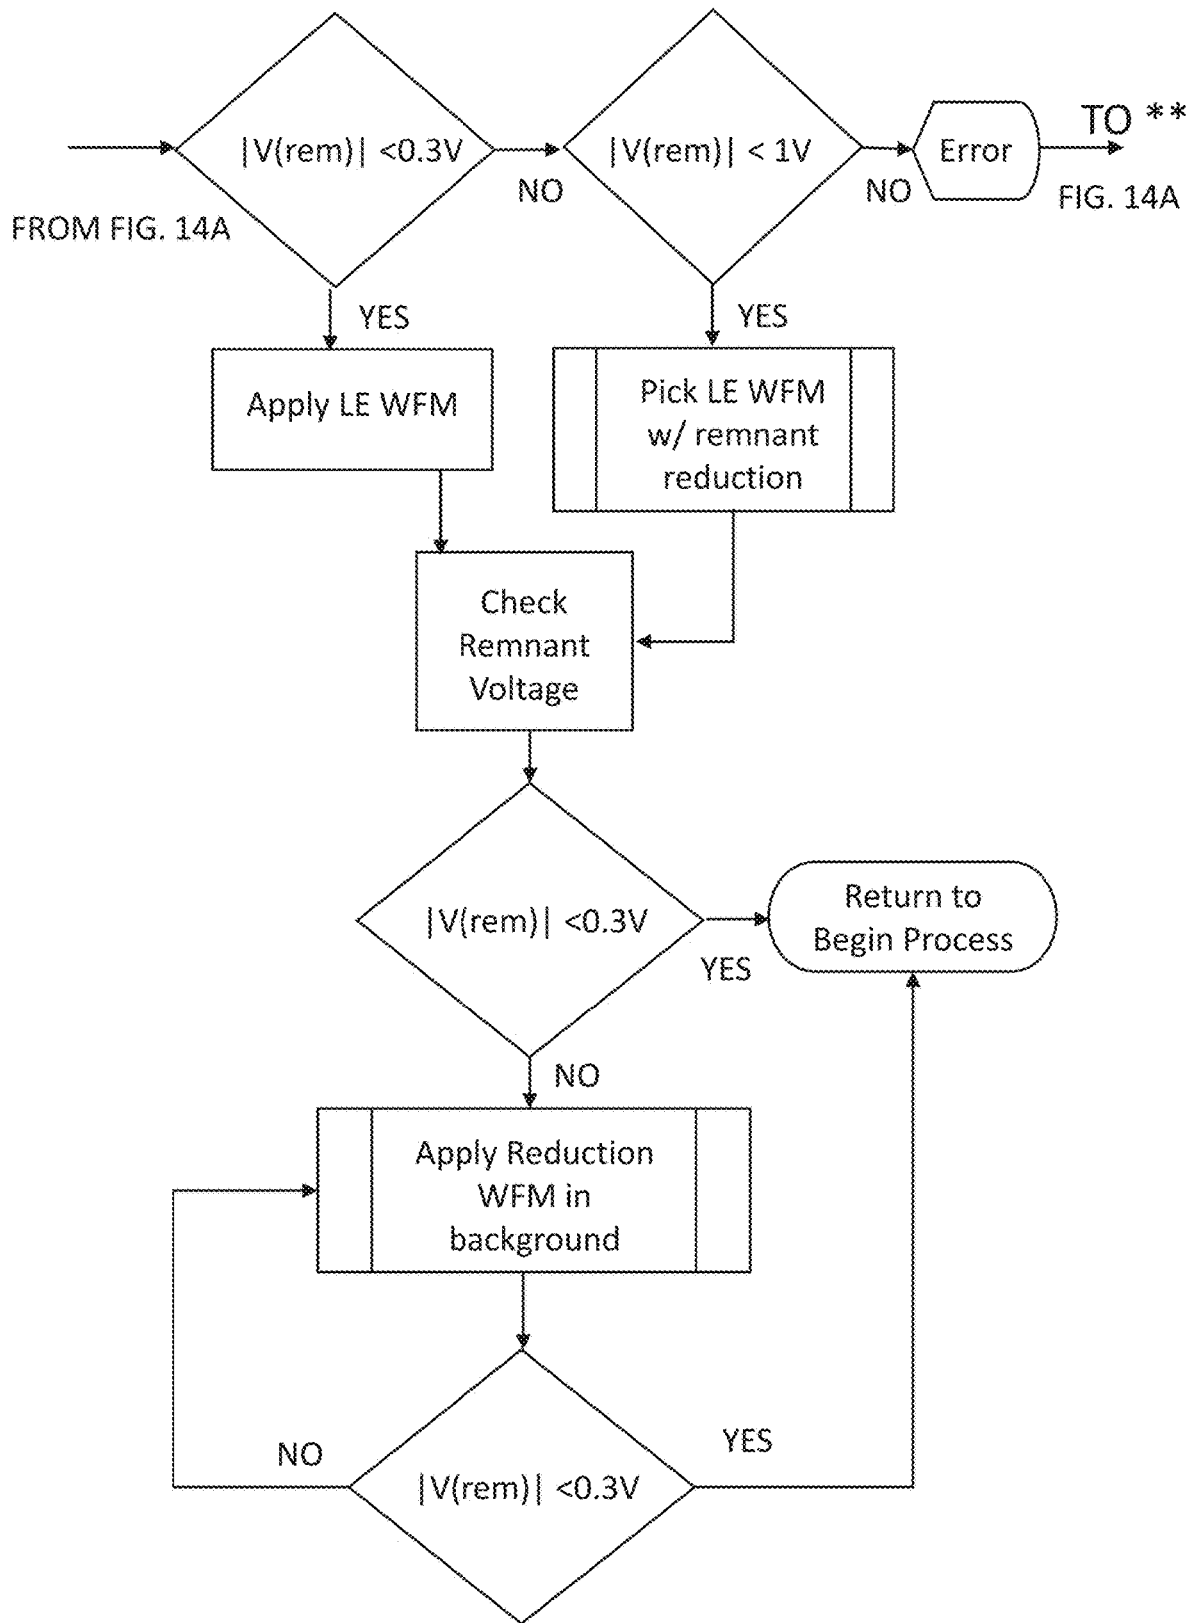 |V(rem)| <0.3V
|V(rem)| < 1V
Error
TO **
FROM FIG. 14A
NO
NO
FIG. 14A
YES
YES
Apply LE WFM
Pick LE WFM
w/ remnant
reduction
Check
Remnant
Voltage
|V(rem)| <0.3V
YES
Return to
Begin Process
NO
Apply Reduction
WFM in
background
NO
YES
|V(rem)| <0.3V